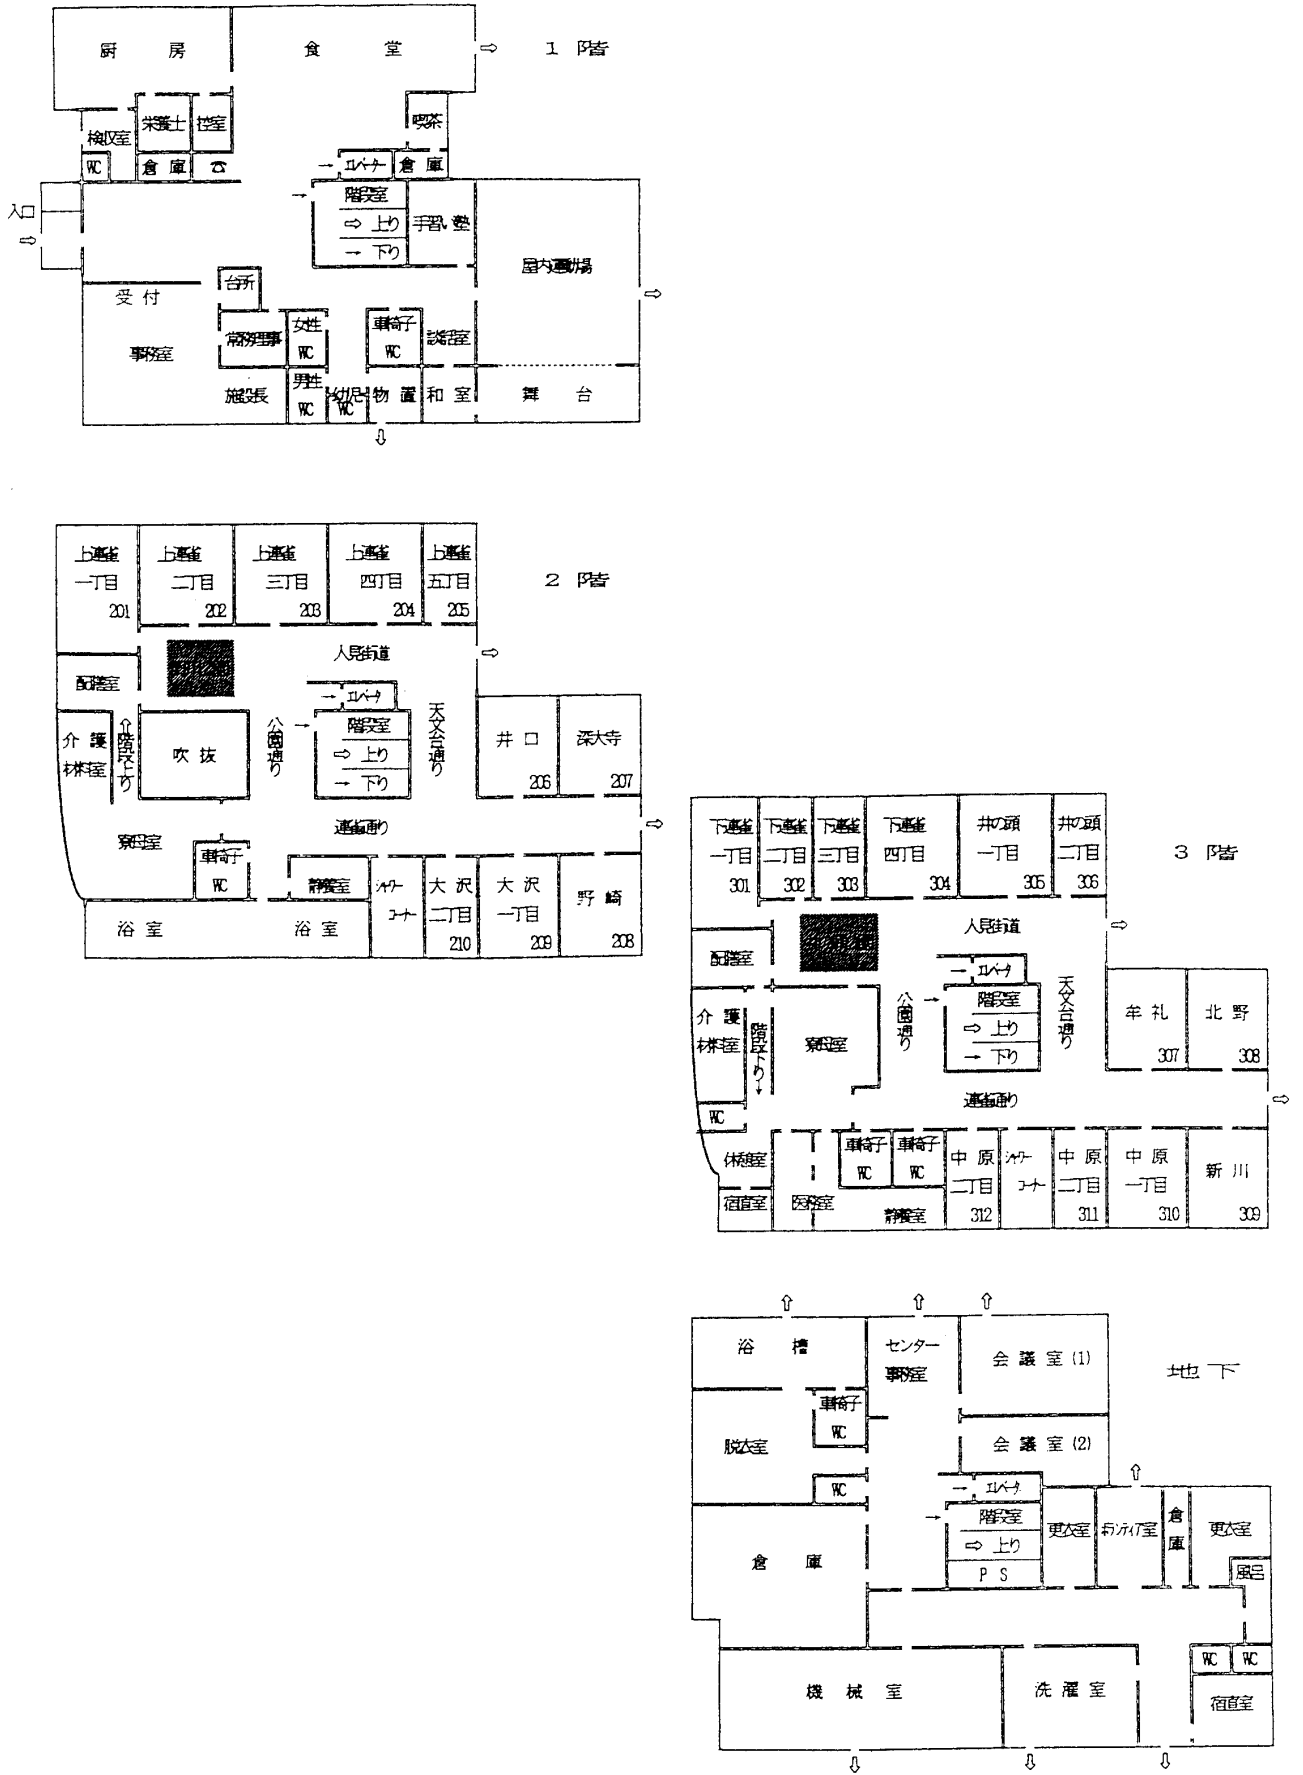 1 階
厨 房
食 堂
検収室
栄養士
控室
喫茶
WC
倉 庫
☎
→ エレベーター
倉 庫
入口
→ 階段室
⇨ 上り
→ 下り
手習い塾
屋内運動場
受 付
事務室
台所
常務理事
施設長
女性
WC
男性
WC
幼児
WC
車椅子
WC
物 置
談話室
和 室
舞 台
2 階
上連雀
一丁目
201
上連雀
二丁目
202
上連雀
三丁目
203
上連雀
四丁目
204
上連雀
五丁目
205
配膳室
人見街道
→ エレベータ
介 護
材料室
階段上り
吹 抜
公園通り
→ 階段室
⇨ 上り
→ 下り
天文台通り
井 口
206
深大寺
207
連雀通り
寮母室
車椅子
WC
静養室
浴 室
浴 室
シャワー
コーナー
大 沢
二丁目
210
大 沢
一丁目
209
野 崎
208
3 階
下連雀
一丁目
301
下連雀
二丁目
302
下連雀
三丁目
303
下連雀
四丁目
304
井の頭
一丁目
305
井の頭
二丁目
306
配膳室
人見街道
→ エレベータ
介 護
材料室
階段下り
寮母室
公園通り
→ 階段室
⇨ 上り
→ 下り
天文台通り
牟 礼
307
北 野
308
連雀通り
WC
休憩室
宿直室
医務室
車椅子
WC
車椅子
WC
静養室
中 原
二丁目
312
シャワー
コーナー
中 原
二丁目
311
中 原
一丁目
310
新 川
309
地下
浴 槽
センター
事務室
会 議 室 (1)
会 議 室 (2)
脱衣室
車椅子
WC
WC
→ エレベータ
→ 階段室
⇨ 上り
P S
倉 庫
更衣室
ボランティア室
倉庫
更衣室
風呂
機 械 室
洗 濯 室
WC
WC
宿直室